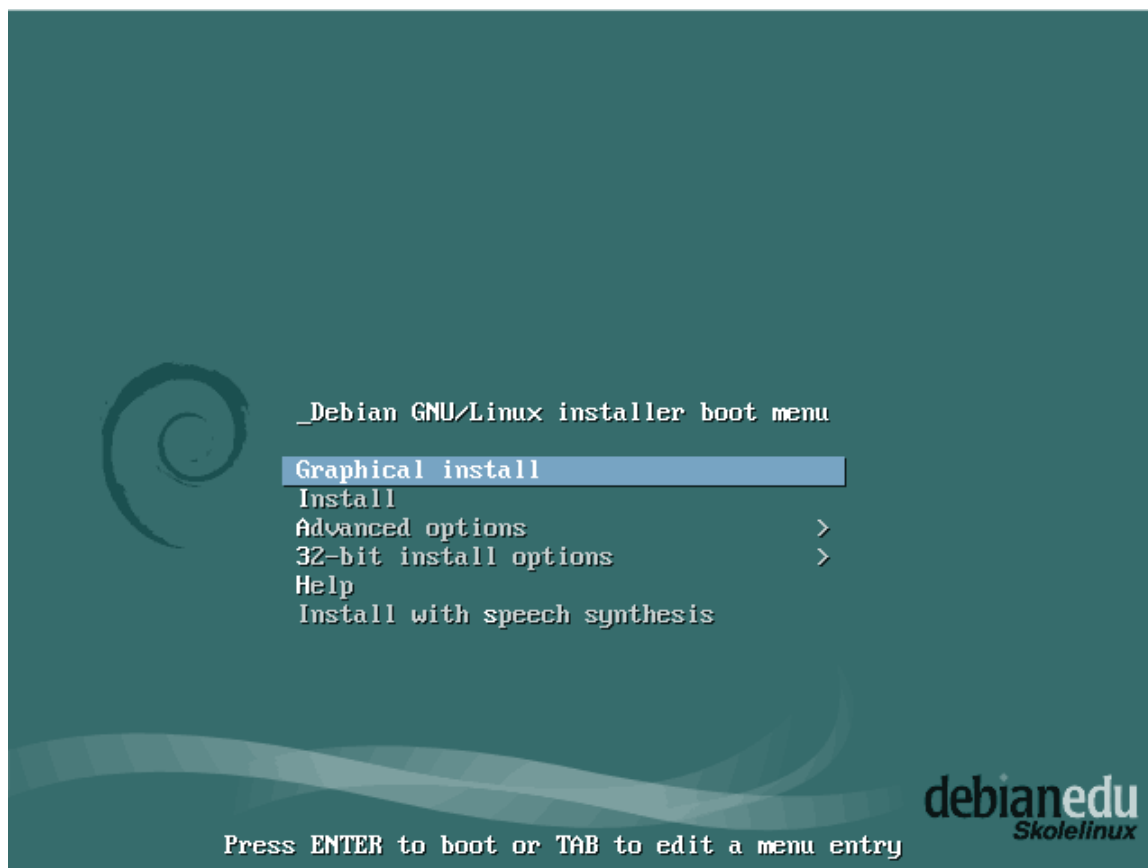 _Debian GNU/Linux installer boot menu
Graphical install
Install
Advanced options >
32-bit install options >
Help
Install with speech synthesis
debianedu
Skolelinux
Press ENTER to boot or TAB to edit a menu entry